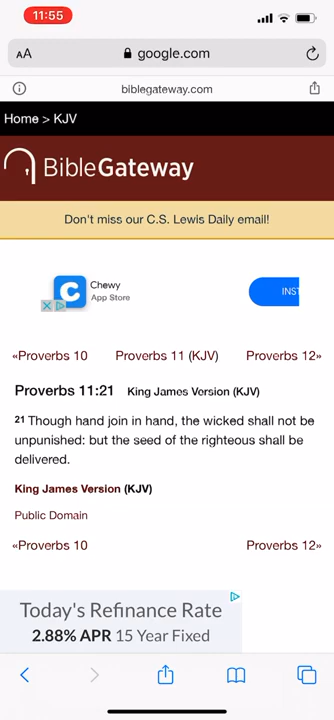 11:55
AA google.com
biblegateway.com
Home > KJV
BibleGateway
Don't miss our C.S. Lewis Daily email!
Chewy
App Store
INST
«Proverbs 10 Proverbs 11 (KJV) Proverbs 12»
Proverbs 11:21 King James Version (KJV)
21 Though hand join in hand, the wicked shall not be
unpunished: but the seed of the righteous shall be
delivered.
King James Version (KJV)
Public Domain
«Proverbs 10 Proverbs 12»
Today's Refinance Rate
2.88% APR 15 Year Fixed